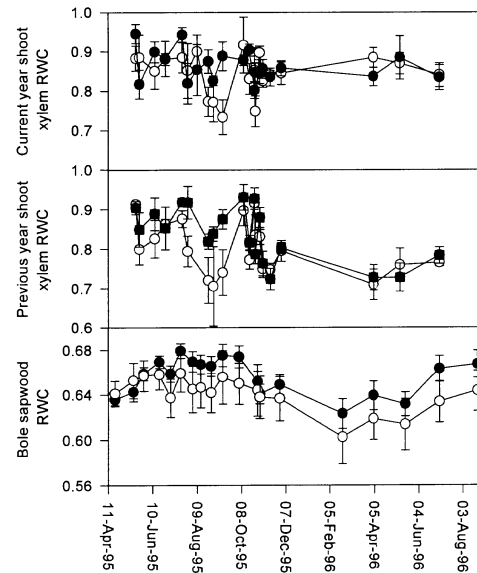 Current year shoot
xylem RWC
1.0
0.9
0.8
0.7
1.0
Previous year shoot
xylem RWC
0.9
0.8
0.7
0.6
Bole sapwood
RWC
0.68
0.64
0.60
0.56
11-Apr-95
10-Jun-95
09-Aug-95
08-Oct-95
07-Dec-95
05-Feb-96
05-Apr-96
04-Jun-96
03-Aug-96